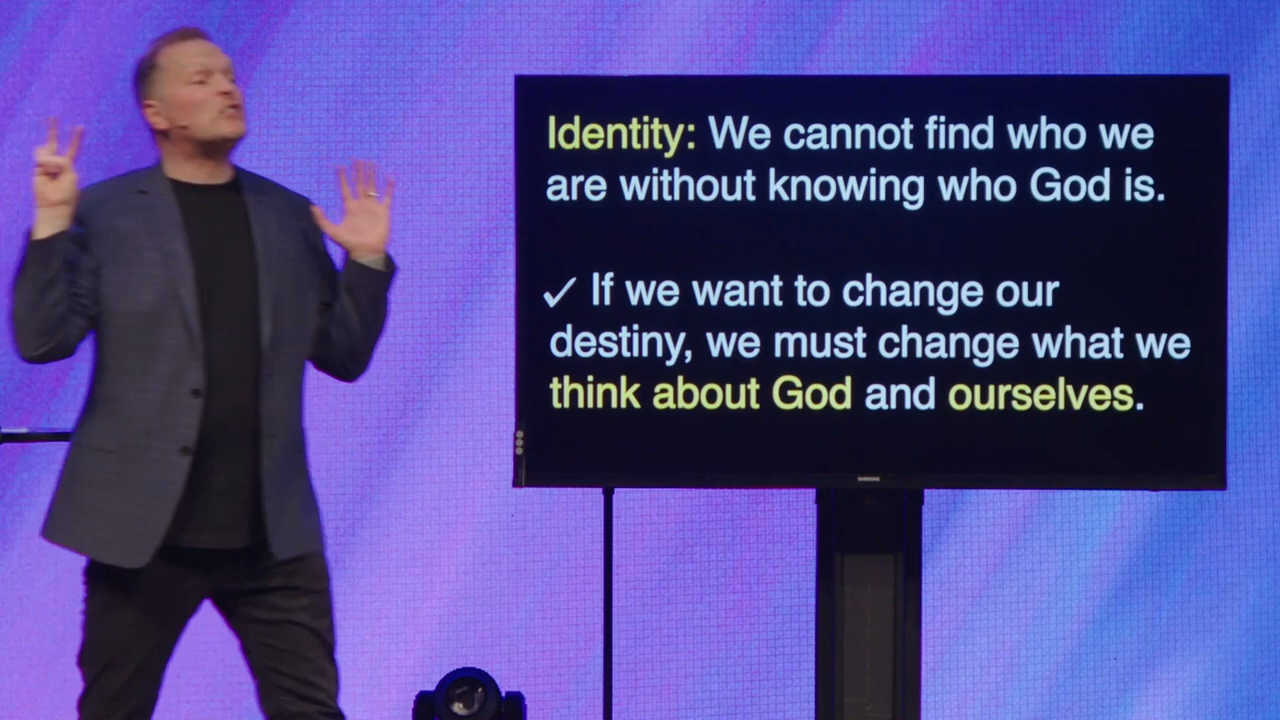 Identity: We cannot find who we
are without knowing who God is.
✓ If we want to change our
destiny, we must change what we
think about God and ourselves.
SAMSUNG